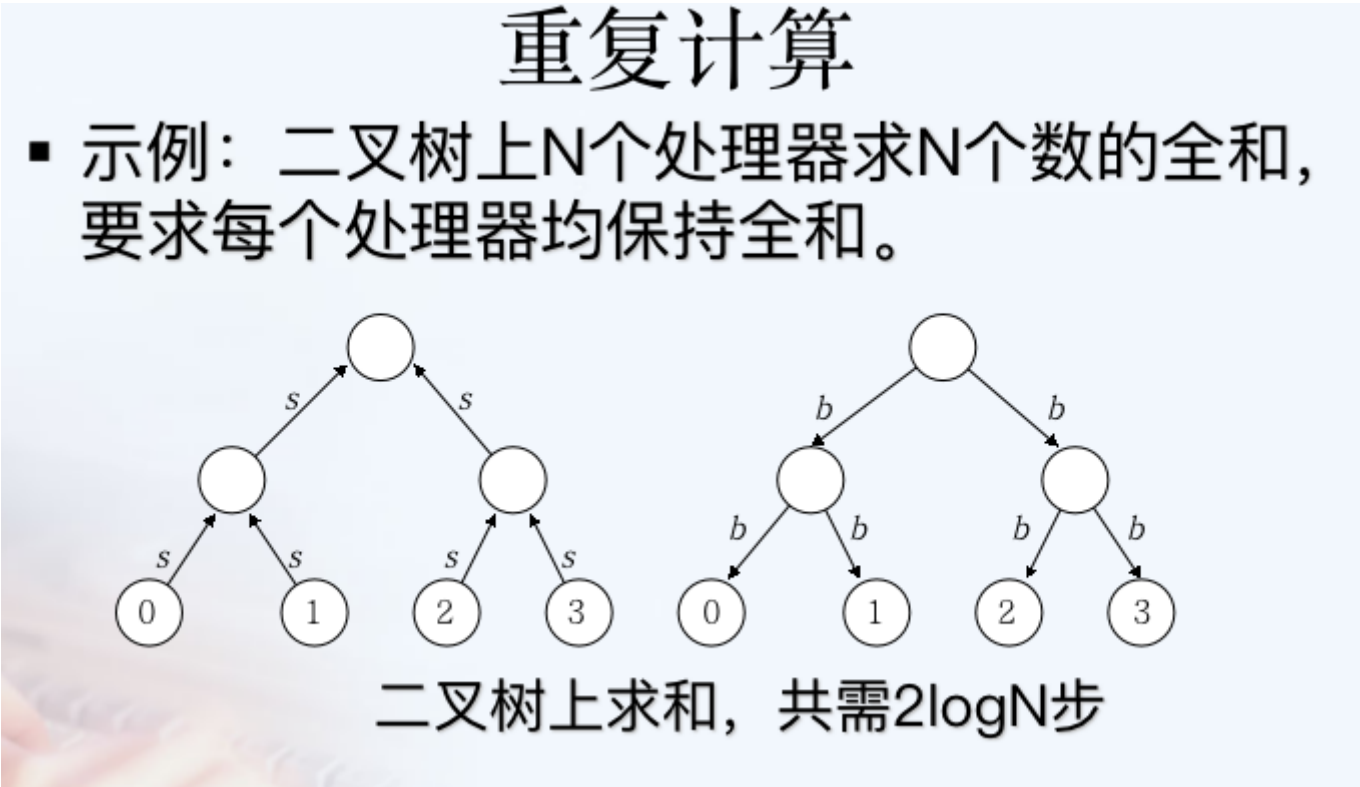 重复计算
▪ 示例：二叉树上N个处理器求N个数的全和，
要求每个处理器均保持全和。
s s b b
s s s s b b b b
0 1 2 3 0 1 2 3
二叉树上求和，共需2logN步